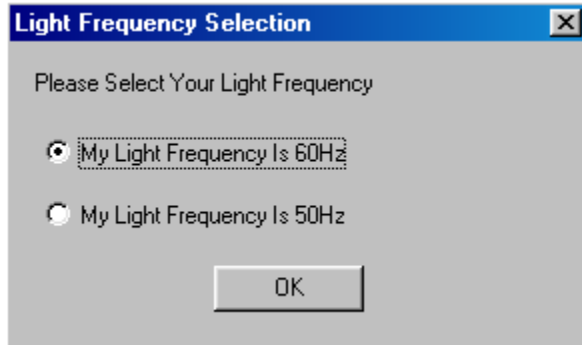 Light Frequency Selection
Please Select Your Light Frequency
My Light Frequency Is 60Hz
My Light Frequency Is 50Hz
OK